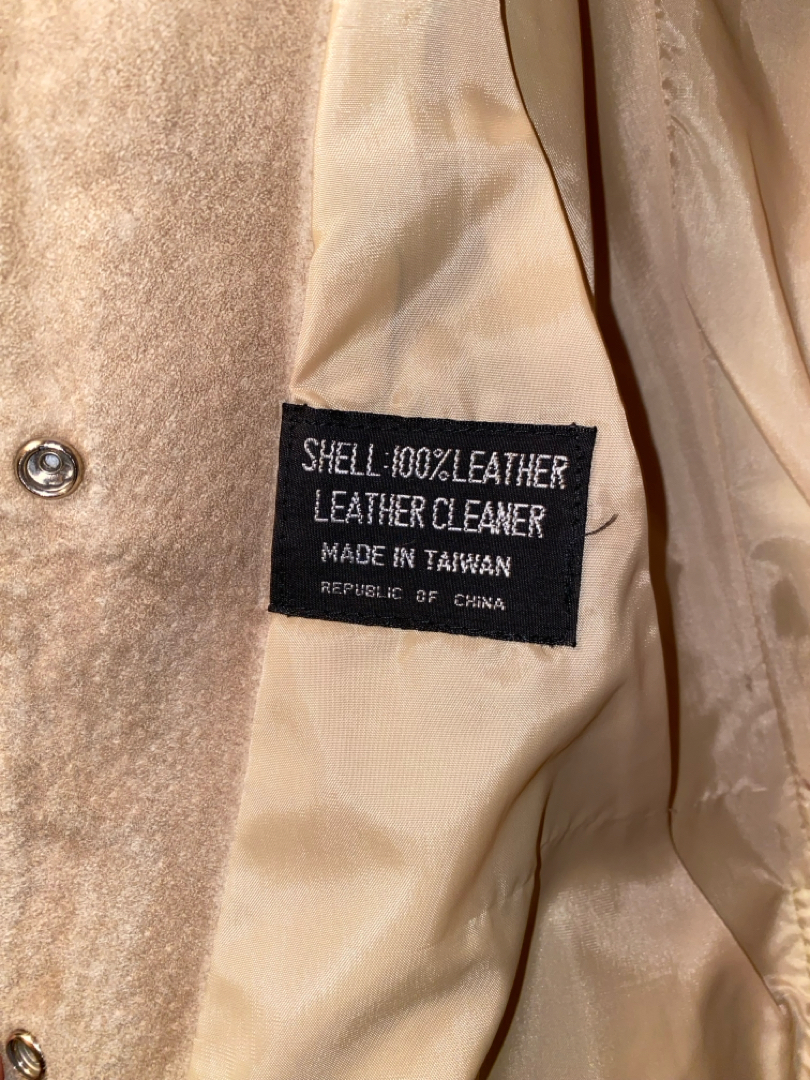 SHELL:100%LEATHER
LEATHER CLEANER
MADE IN TAIWAN
REPUBLIC OF CHINA